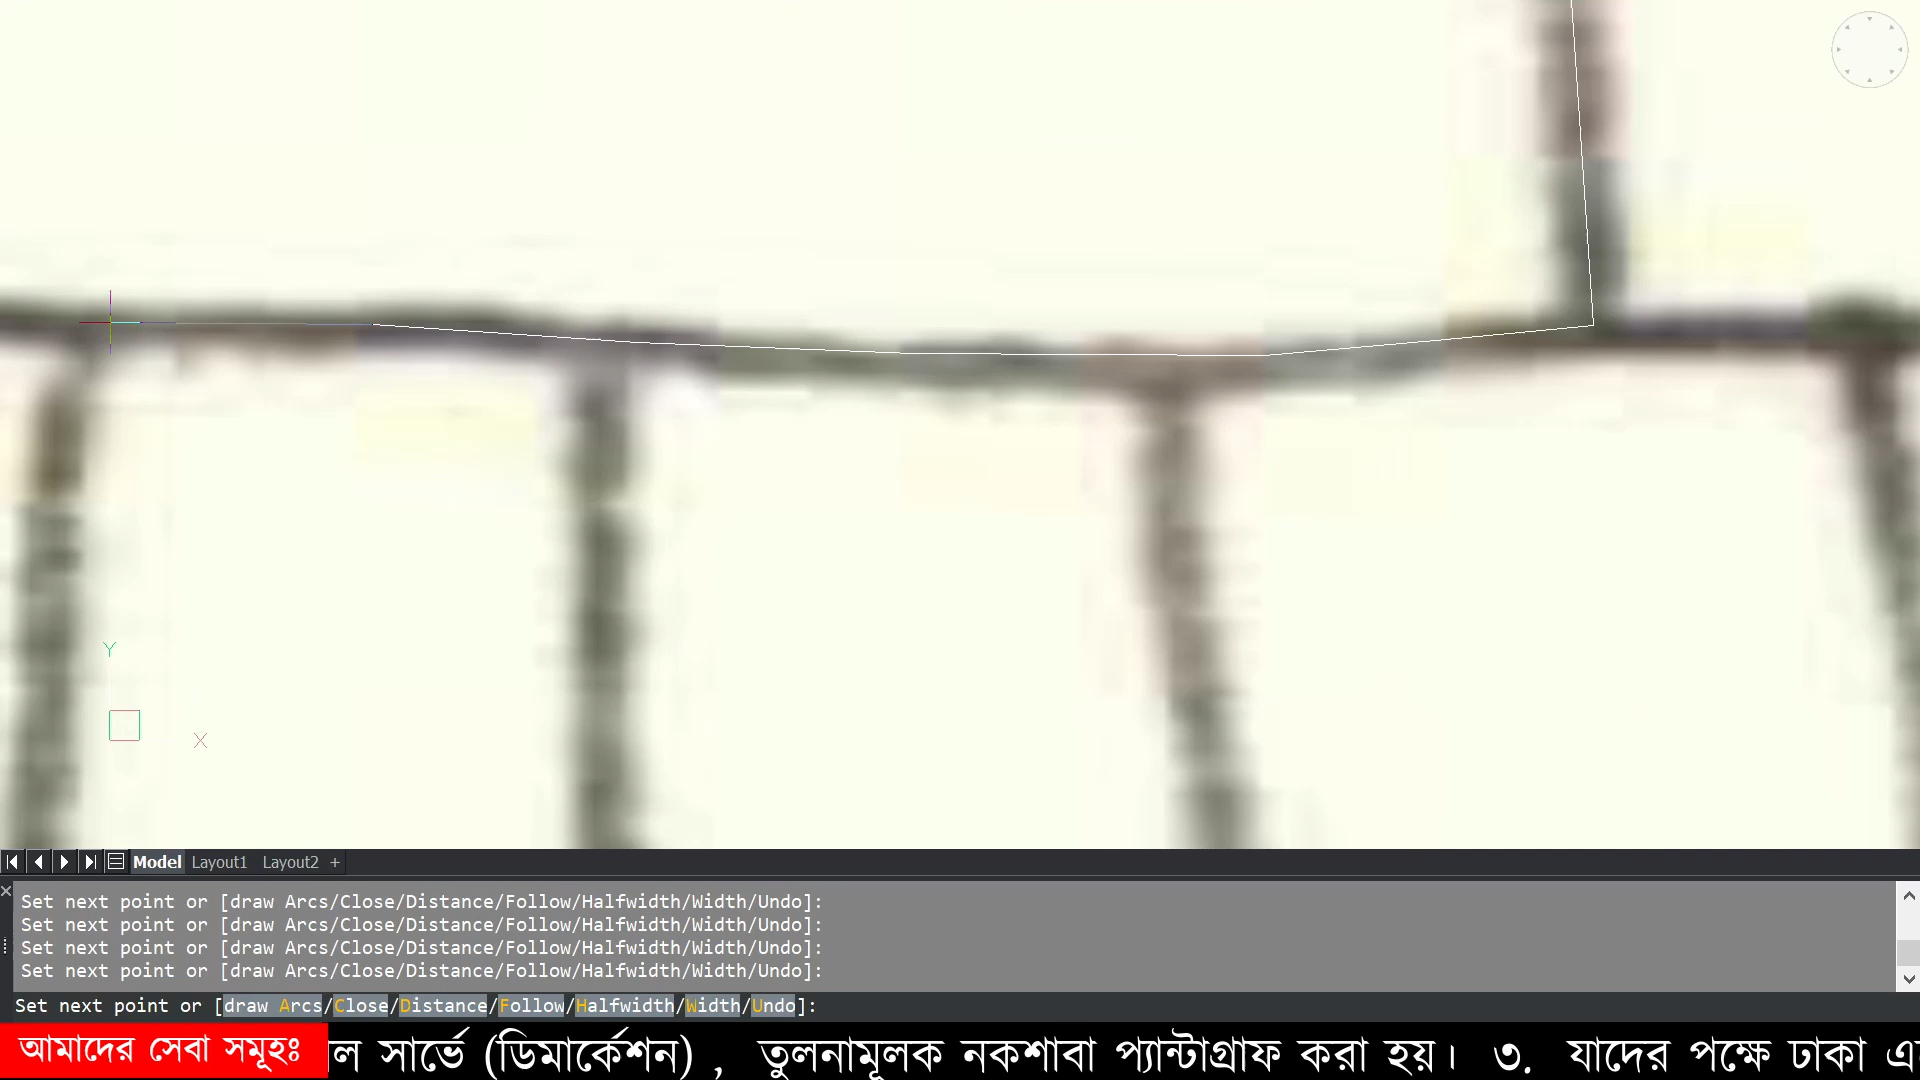 Y
X
Model Layout1 Layout2 +
Set next point or [draw Arcs/Close/Distance/Follow/Halfwidth/Width/Undo]:
Set next point or [draw Arcs/Close/Distance/Follow/Halfwidth/Width/Undo]:
Set next point or [draw Arcs/Close/Distance/Follow/Halfwidth/Width/Undo]:
Set next point or [draw Arcs/Close/Distance/Follow/Halfwidth/Width/Undo]:
Set next point or [draw Arcs/Close/Distance/Follow/Halfwidth/Width/Undo]:
আমাদের সেবা সমূহঃ ল সার্ভে (ডিমার্কেশন) , তুলনামূলক নকশাবা প্যান্টাগ্রাফ করা হয়। ৩. যাদের পক্ষে ঢাকা এ